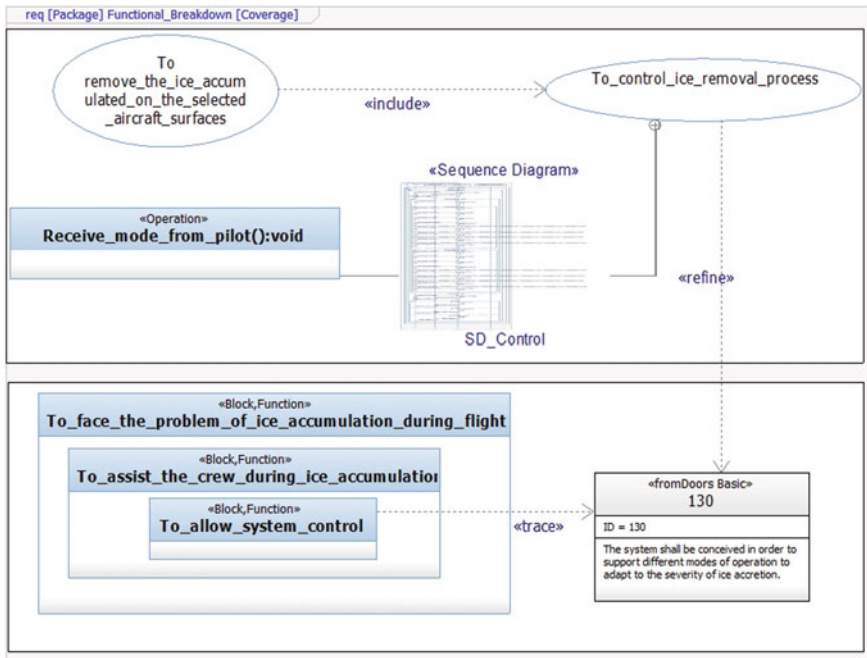 req [Package] Functional_Breakdown [Coverage]
To
remove_the_ice_accum
ulated_on_the_selected
_aircraft_surfaces
«include»
To_control_ice_removal_process
«Sequence Diagram»
«Operation»
Receive_mode_from_pilot():void
«refine»
SD_Control
«Block,Function»
To_face_the_problem_of_ice_accumulation_during_flight
«Block,Function»
To_assist_the_crew_during_ice_accumulation
«Block,Function»
To_allow_system_control
«trace»
«fromDoors Basic»
130
ID = 130
The system shall be conceived in order to
support different modes of operation to
adapt to the severity of ice accretion.